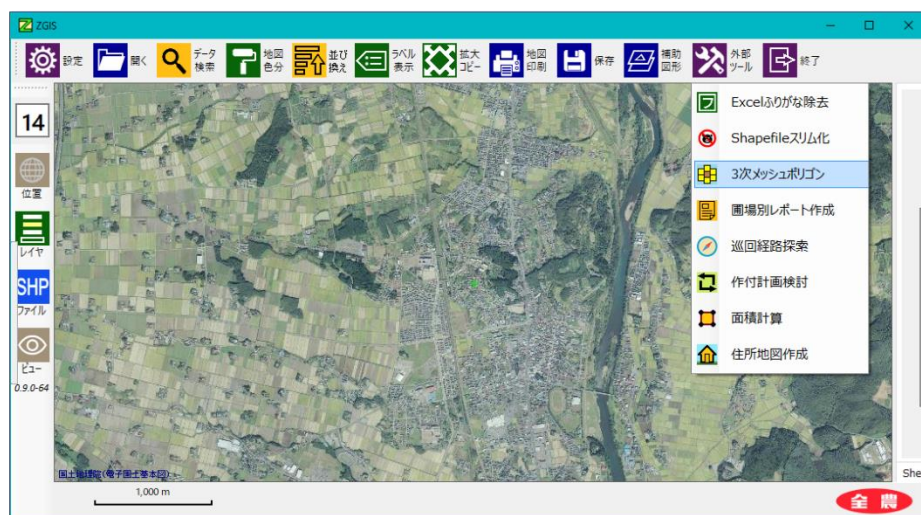 ZGIS
設定
開く
データ
検索
地図
色分
並び
換え
ラベル
表示
拡大
コピー
地図
印刷
保存
補助
図形
外部
ツール
終了
14
位置
レイヤ
SHP
ファイル
ビュー
0.9.0-64
Excelふりがな除去
Shapefileスリム化
3次メッシュポリゴン
圃場別レポート作成
巡回経路探索
作付計画検討
面積計算
住所地図作成
国土地理院(電子国土基本図)
1,000 m
She
全農